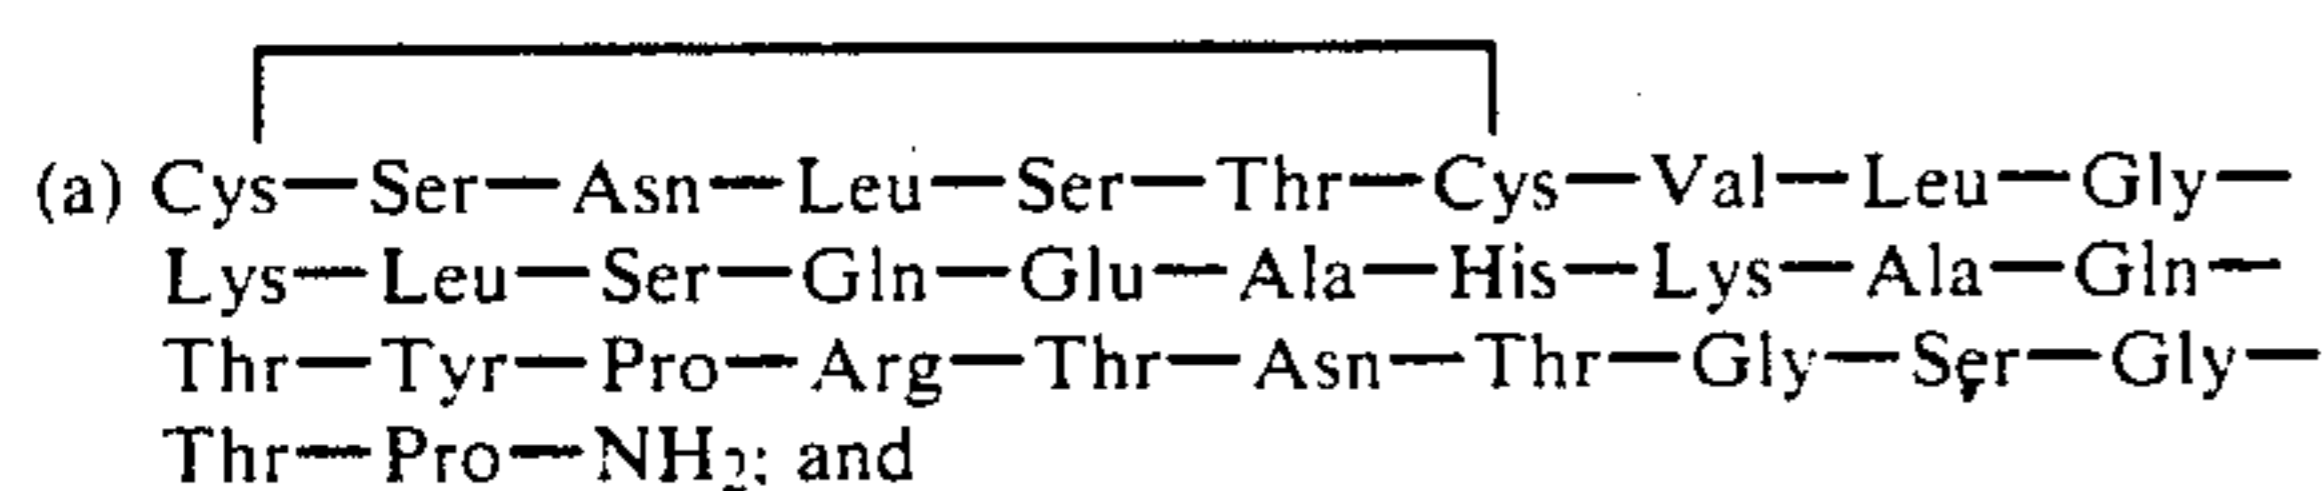 (a) Cys—Ser—Asn—Leu—Ser—Thr—Cys—Val—Leu—Gly—
Lys—Leu—Ser—Gln—Glu—Ala—His—Lys—Ala—Gln—
Thr—Tyr—Pro—Arg—Thr—Asn—Thr—Gly—Ser—Gly—
Thr—Pro—NH₂; and